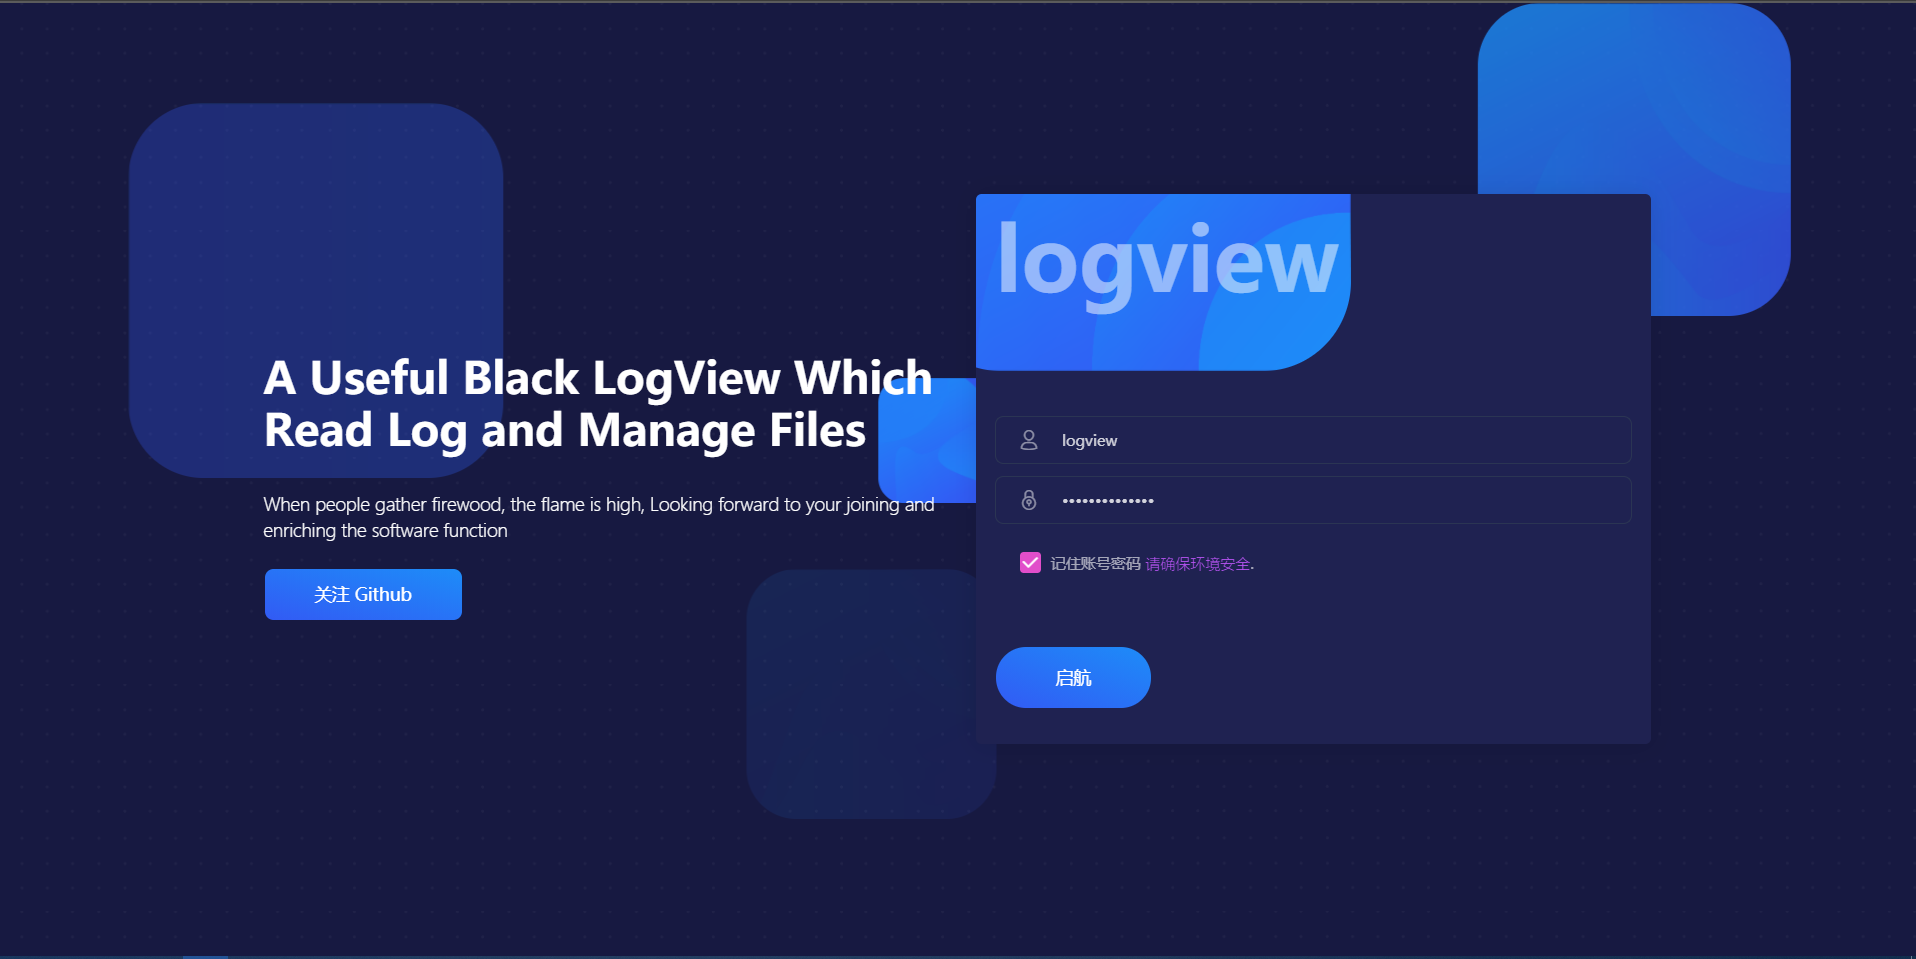 A Useful Black LogView Which
Read Log and Manage Files
When people gather firewood, the flame is high, Looking forward to your joining and
enriching the software function
关注 Github
logview
logview
••••••••••••••
记住账号密码 请确保环境安全.
启航